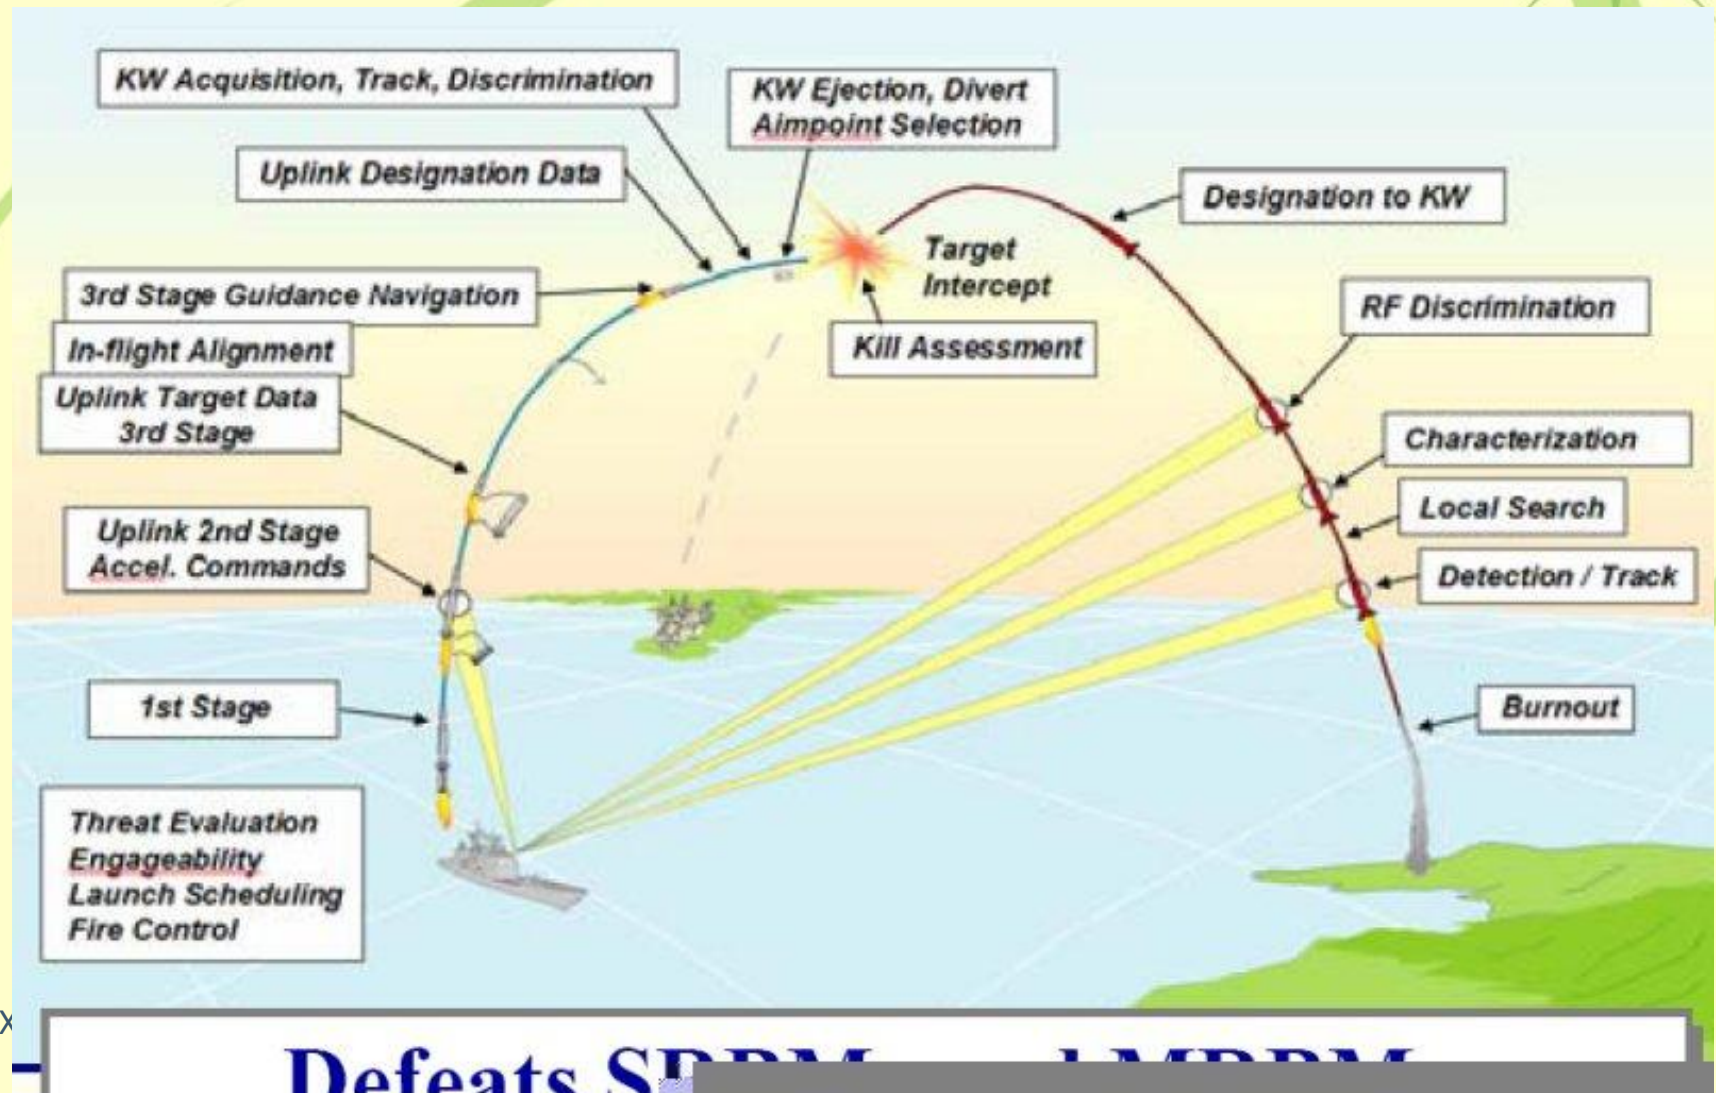 KW Acquisition, Track, Discrimination
KW Ejection, Divert
Aimpoint Selection
Uplink Designation Data
Designation to KW
Target
Intercept
3rd Stage Guidance Navigation
RF Discrimination
In-flight Alignment
Kill Assessment
Uplink Target Data
3rd Stage
Characterization
Local Search
Uplink 2nd Stage
Accel. Commands
Detection / Track
1st Stage
Burnout
Threat Evaluation
Engageability
Launch Scheduling
Fire Control
Defeats